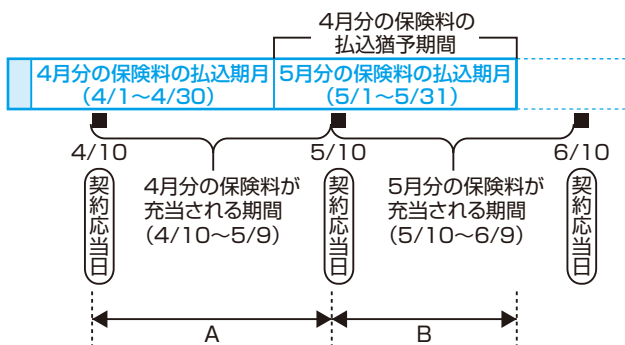 4月分の保険料の
払込猶予期間
4月分の保険料の払込期月
（4/1〜4/30）
5月分の保険料の払込期月
（5/1〜5/31）
4/10
5/10
6/10
契約応当日
4月分の保険料が
充当される期間
（4/10〜5/9）
契約応当日
5月分の保険料が
充当される期間
（5/10〜6/9）
契約応当日
A
B